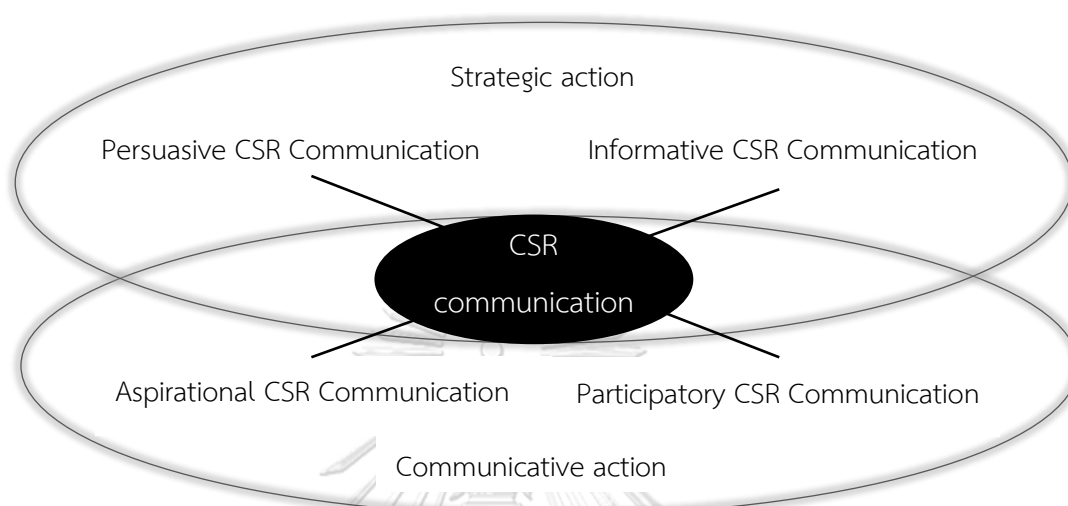 Strategic action
Persuasive CSR Communication
Informative CSR Communication
CSR
communication
Aspirational CSR Communication
Participatory CSR Communication
Communicative action